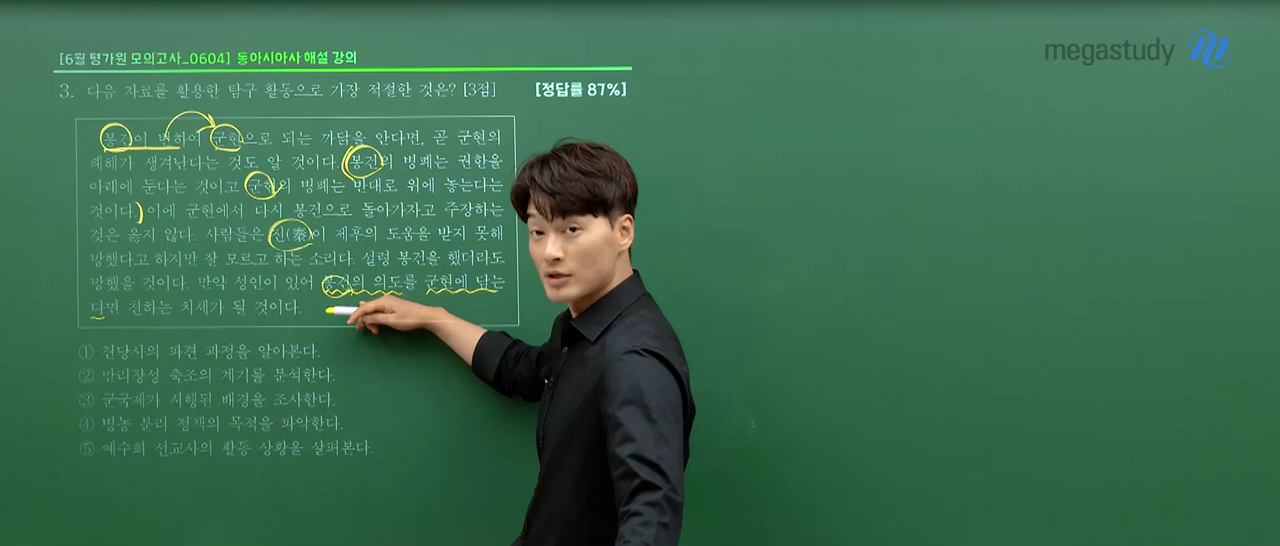 [6월 평가원 모의고사_0604] 동아시아사 해설 강의
megastudy
3. 다음 자료를 활용한 탐구 활동으로 가장 적절한 것은? [3점]
[정답률 87%]
봉건이 변하여 군현으로 되는 까닭을 안다면, 곧 군현의
폐해가 생겨난다는 것도 알 것이다. 봉건의 병폐는 권한을
아래에 둔다는 것이고 군현의 병폐는 반대로 위에 놓는다는
것이다. 이에 군현에서 다시 봉건으로 돌아가자고 주장하는
것은 옳지 않다. 사람들은 진(秦)이 제후의 도움을 받지 못해
망했다고 하지만 잘 모르고 하는 소리다. 설령 봉건을 했더라도
망했을 것이다. 만약 성인이 있어 봉건의 의도를 군현에 담는
다면 천하는 치세가 될 것이다.
① 견당사의 파견 과정을 알아본다.
② 만리장성 축조의 계기를 분석한다.
③ 군국제가 시행된 배경을 조사한다.
④ 병농 분리 정책의 목적을 파악한다.
⑤ 예수회 선교사의 활동 상황을 살펴본다.